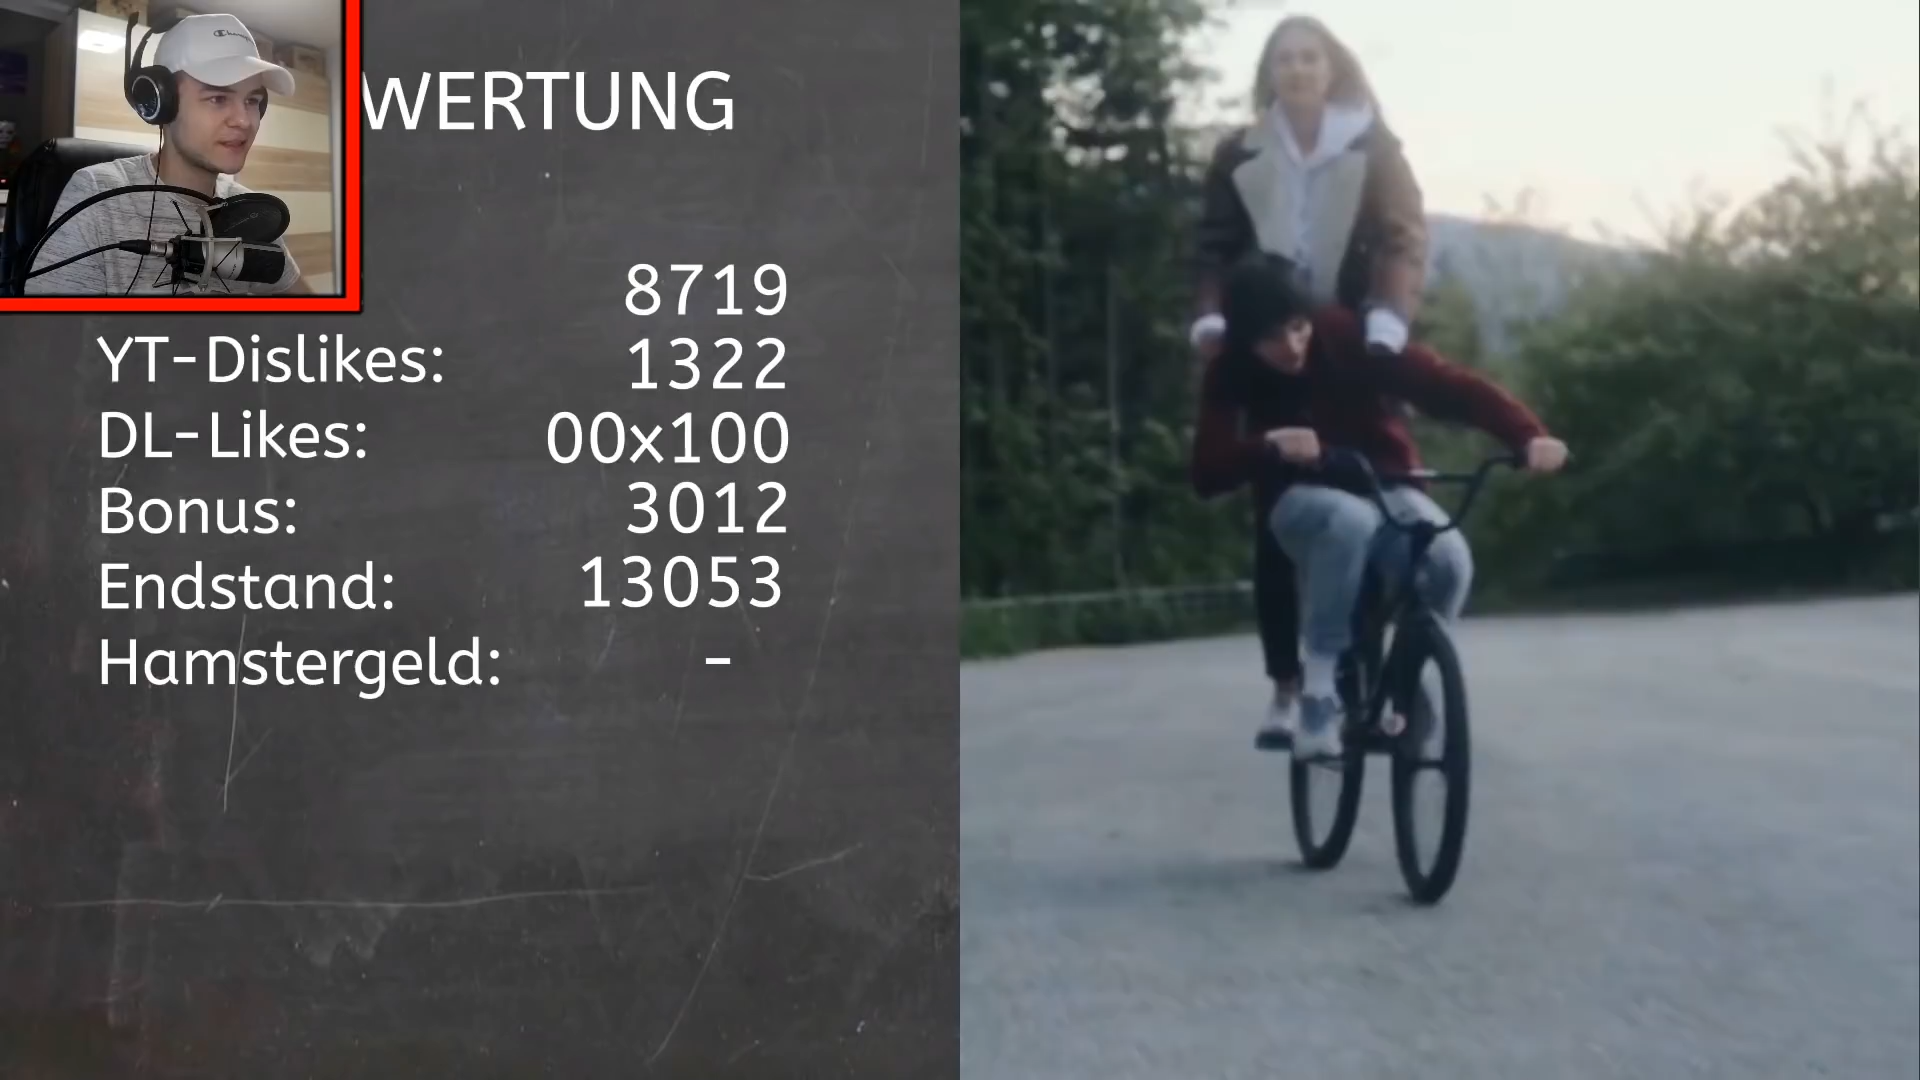 WERTUNG
8719
YT-Dislikes: 1322
DL-Likes: 00x100
Bonus: 3012
Endstand: 13053
Hamstergeld: -